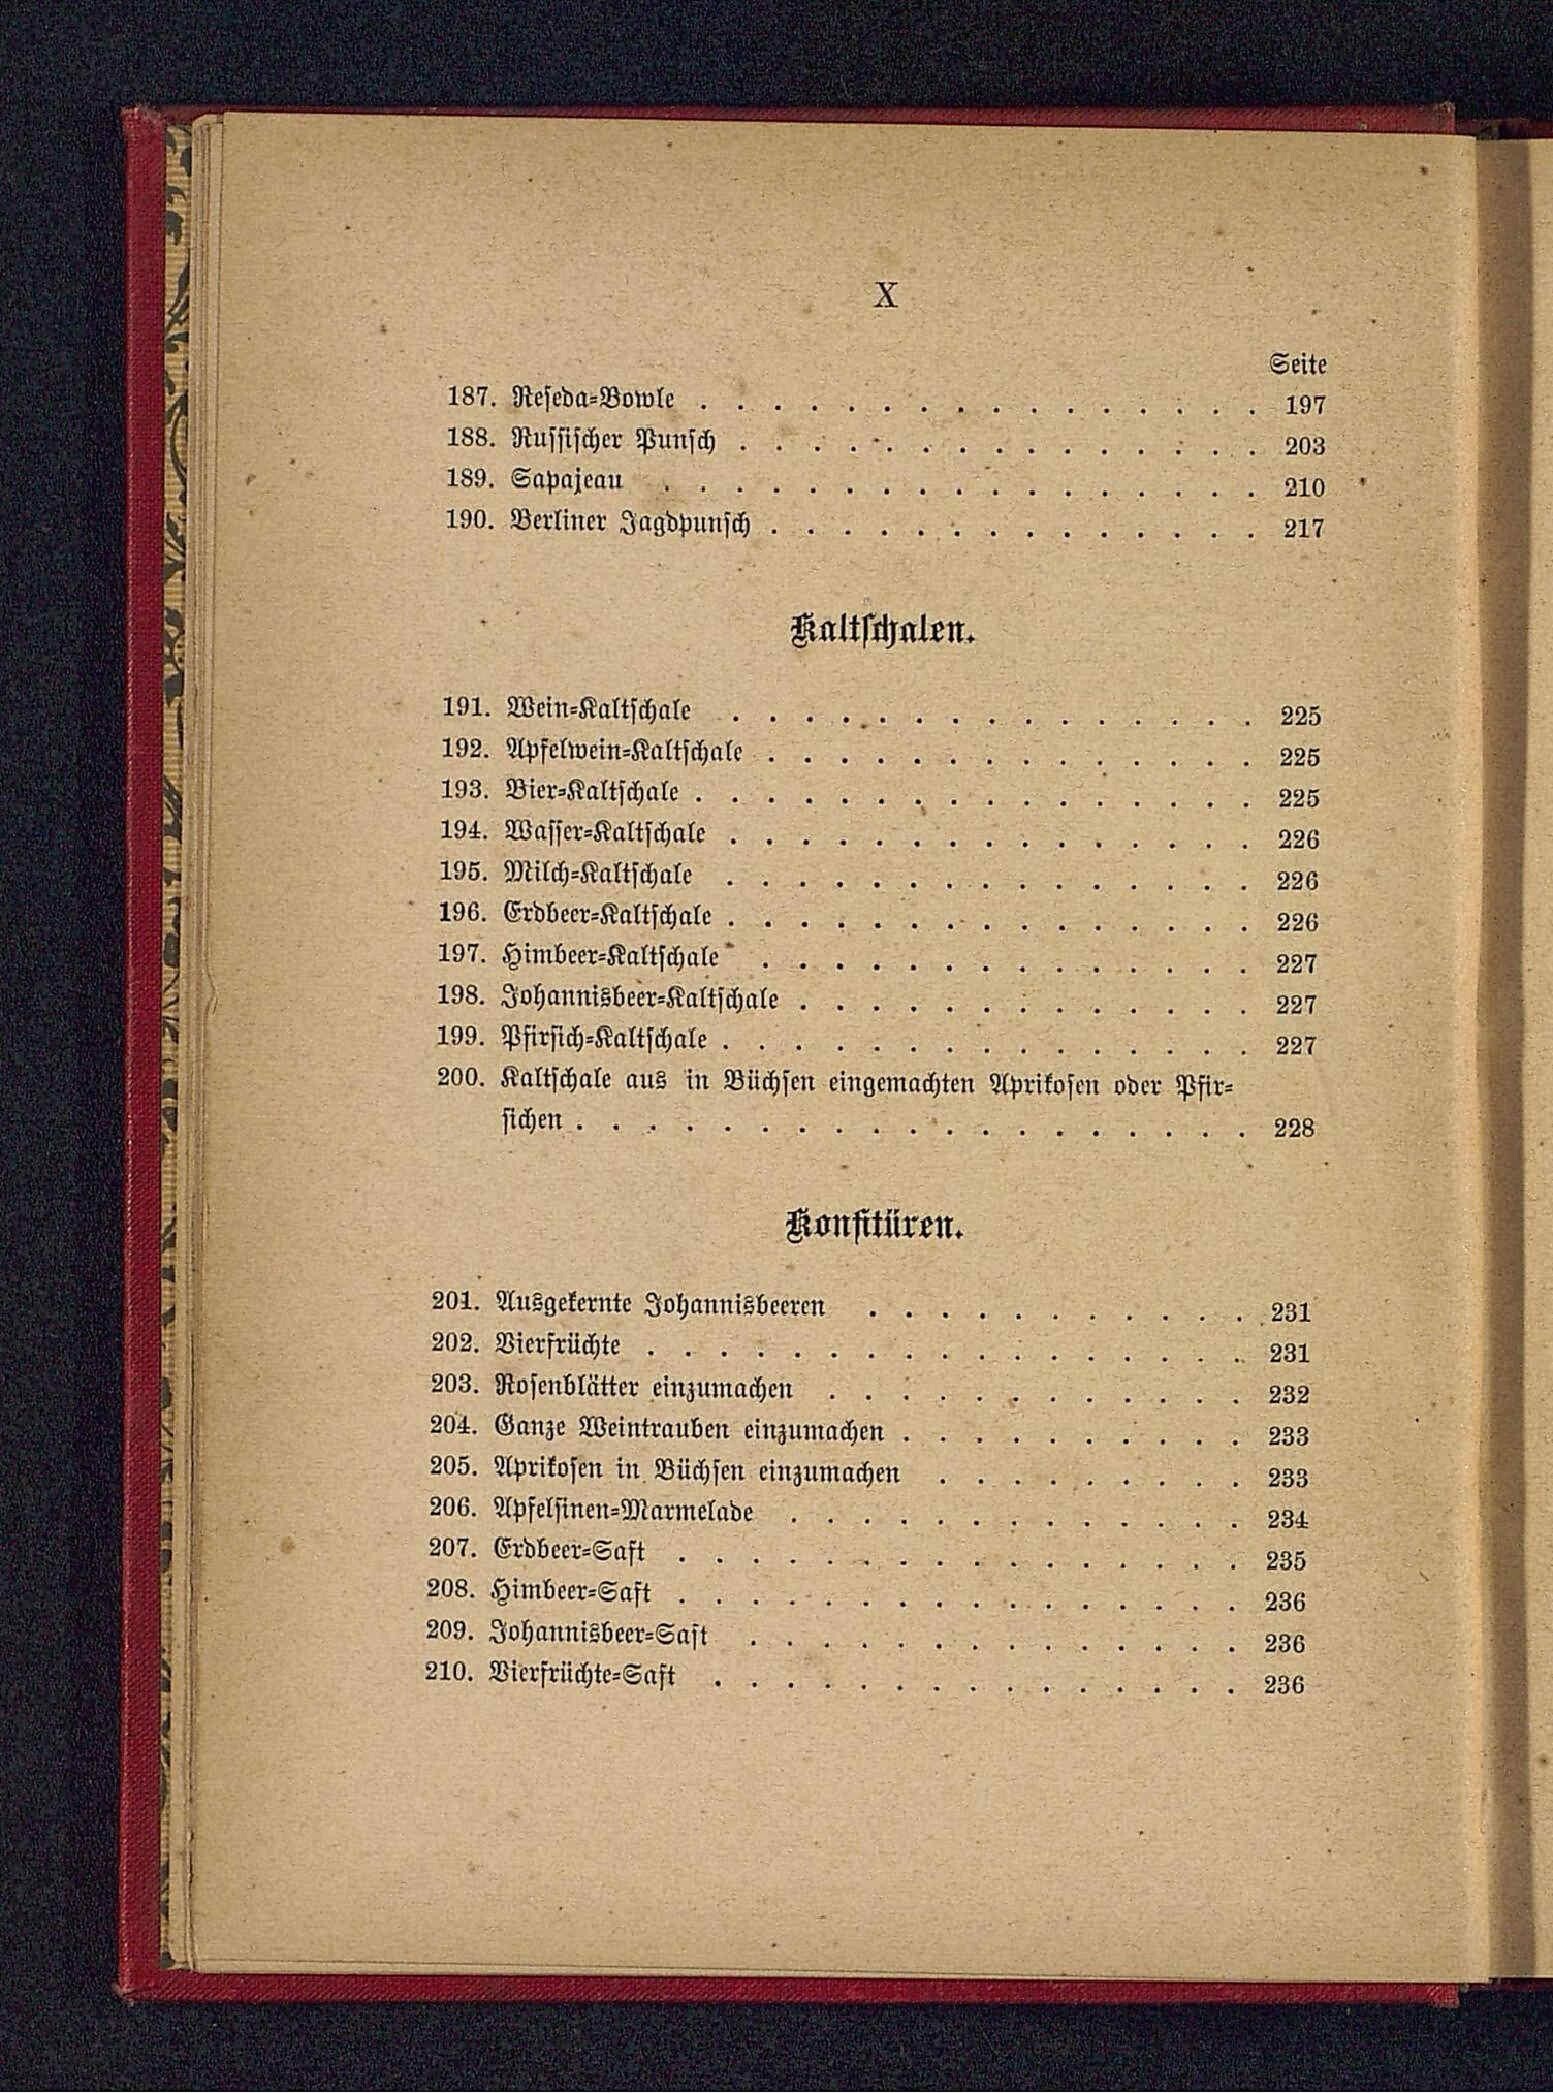 X
Seite
187. Reseda-Bowle . . . . . . . . . . . . . . . . 197
188. Russischer Punsch . . . . . . . . . . . . . . . 203
189. Sapajeau . . . . . . . . . . . . . . . . . 210
190. Berliner Jagdpunsch . . . . . . . . . . . . . . 217
Kaltschalen.
191. Wein-Kaltschale . . . . . . . . . . . . . . . 225
192. Apfelwein-Kaltschale . . . . . . . . . . . . . . 225
193. Bier-Kaltschale . . . . . . . . . . . . . . . . 225
194. Wasser-Kaltschale . . . . . . . . . . . . . . . 226
195. Milch-Kaltschale . . . . . . . . . . . . . . . 226
196. Erdbeer-Kaltschale . . . . . . . . . . . . . . . 226
197. Himbeer-Kaltschale . . . . . . . . . . . . . . 227
198. Johannisbeer-Kaltschale . . . . . . . . . . . . . 227
199. Pfirsich-Kaltschale . . . . . . . . . . . . . . . 227
200. Kaltschale aus in Büchsen eingemachten Aprikosen oder Pfir-
sichen . . . . . . . . . . . . . . . . . . . 228
Konfitüren.
201. Ausgekernte Johannisbeeren . . . . . . . . . . . 231
202. Vierfrüchte . . . . . . . . . . . . . . . . . 231
203. Rosenblätter einzumachen . . . . . . . . . . . . 232
204. Ganze Weintrauben einzumachen . . . . . . . . . . 233
205. Aprikosen in Büchsen einzumachen . . . . . . . . . 233
206. Apfelsinen-Marmelade . . . . . . . . . . . . . 234
207. Erdbeer-Saft . . . . . . . . . . . . . . . . 235
208. Himbeer-Saft . . . . . . . . . . . . . . . . 236
209. Johannisbeer-Saft . . . . . . . . . . . . . . 236
210. Vierfrüchte-Saft . . . . . . . . . . . . . . . 236